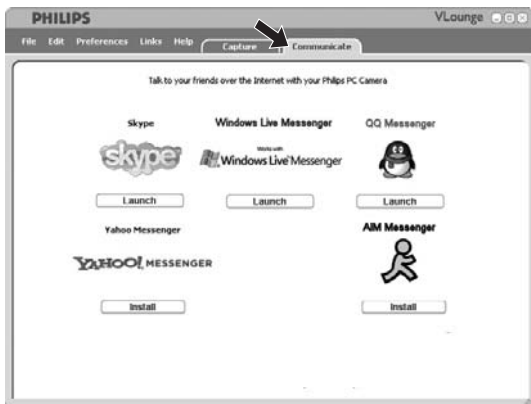 PHILIPS VLounge
File Edit Preferences Links Help Capture Communicate
Talk to your friends over the Internet with your Philips PC Camera
Skype Windows Live Messenger QQ Messenger
skype Works with
Windows Live Messenger
Launch Launch Launch
Yahoo Messenger AIM Messenger
YAHOO! MESSENGER
Install Install